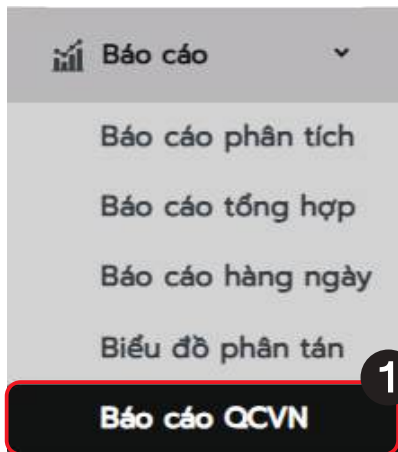 Báo cáo
Báo cáo phân tích
Báo cáo tổng hợp
Báo cáo hàng ngày
Biểu đồ phân tán
1
Báo cáo QCVN